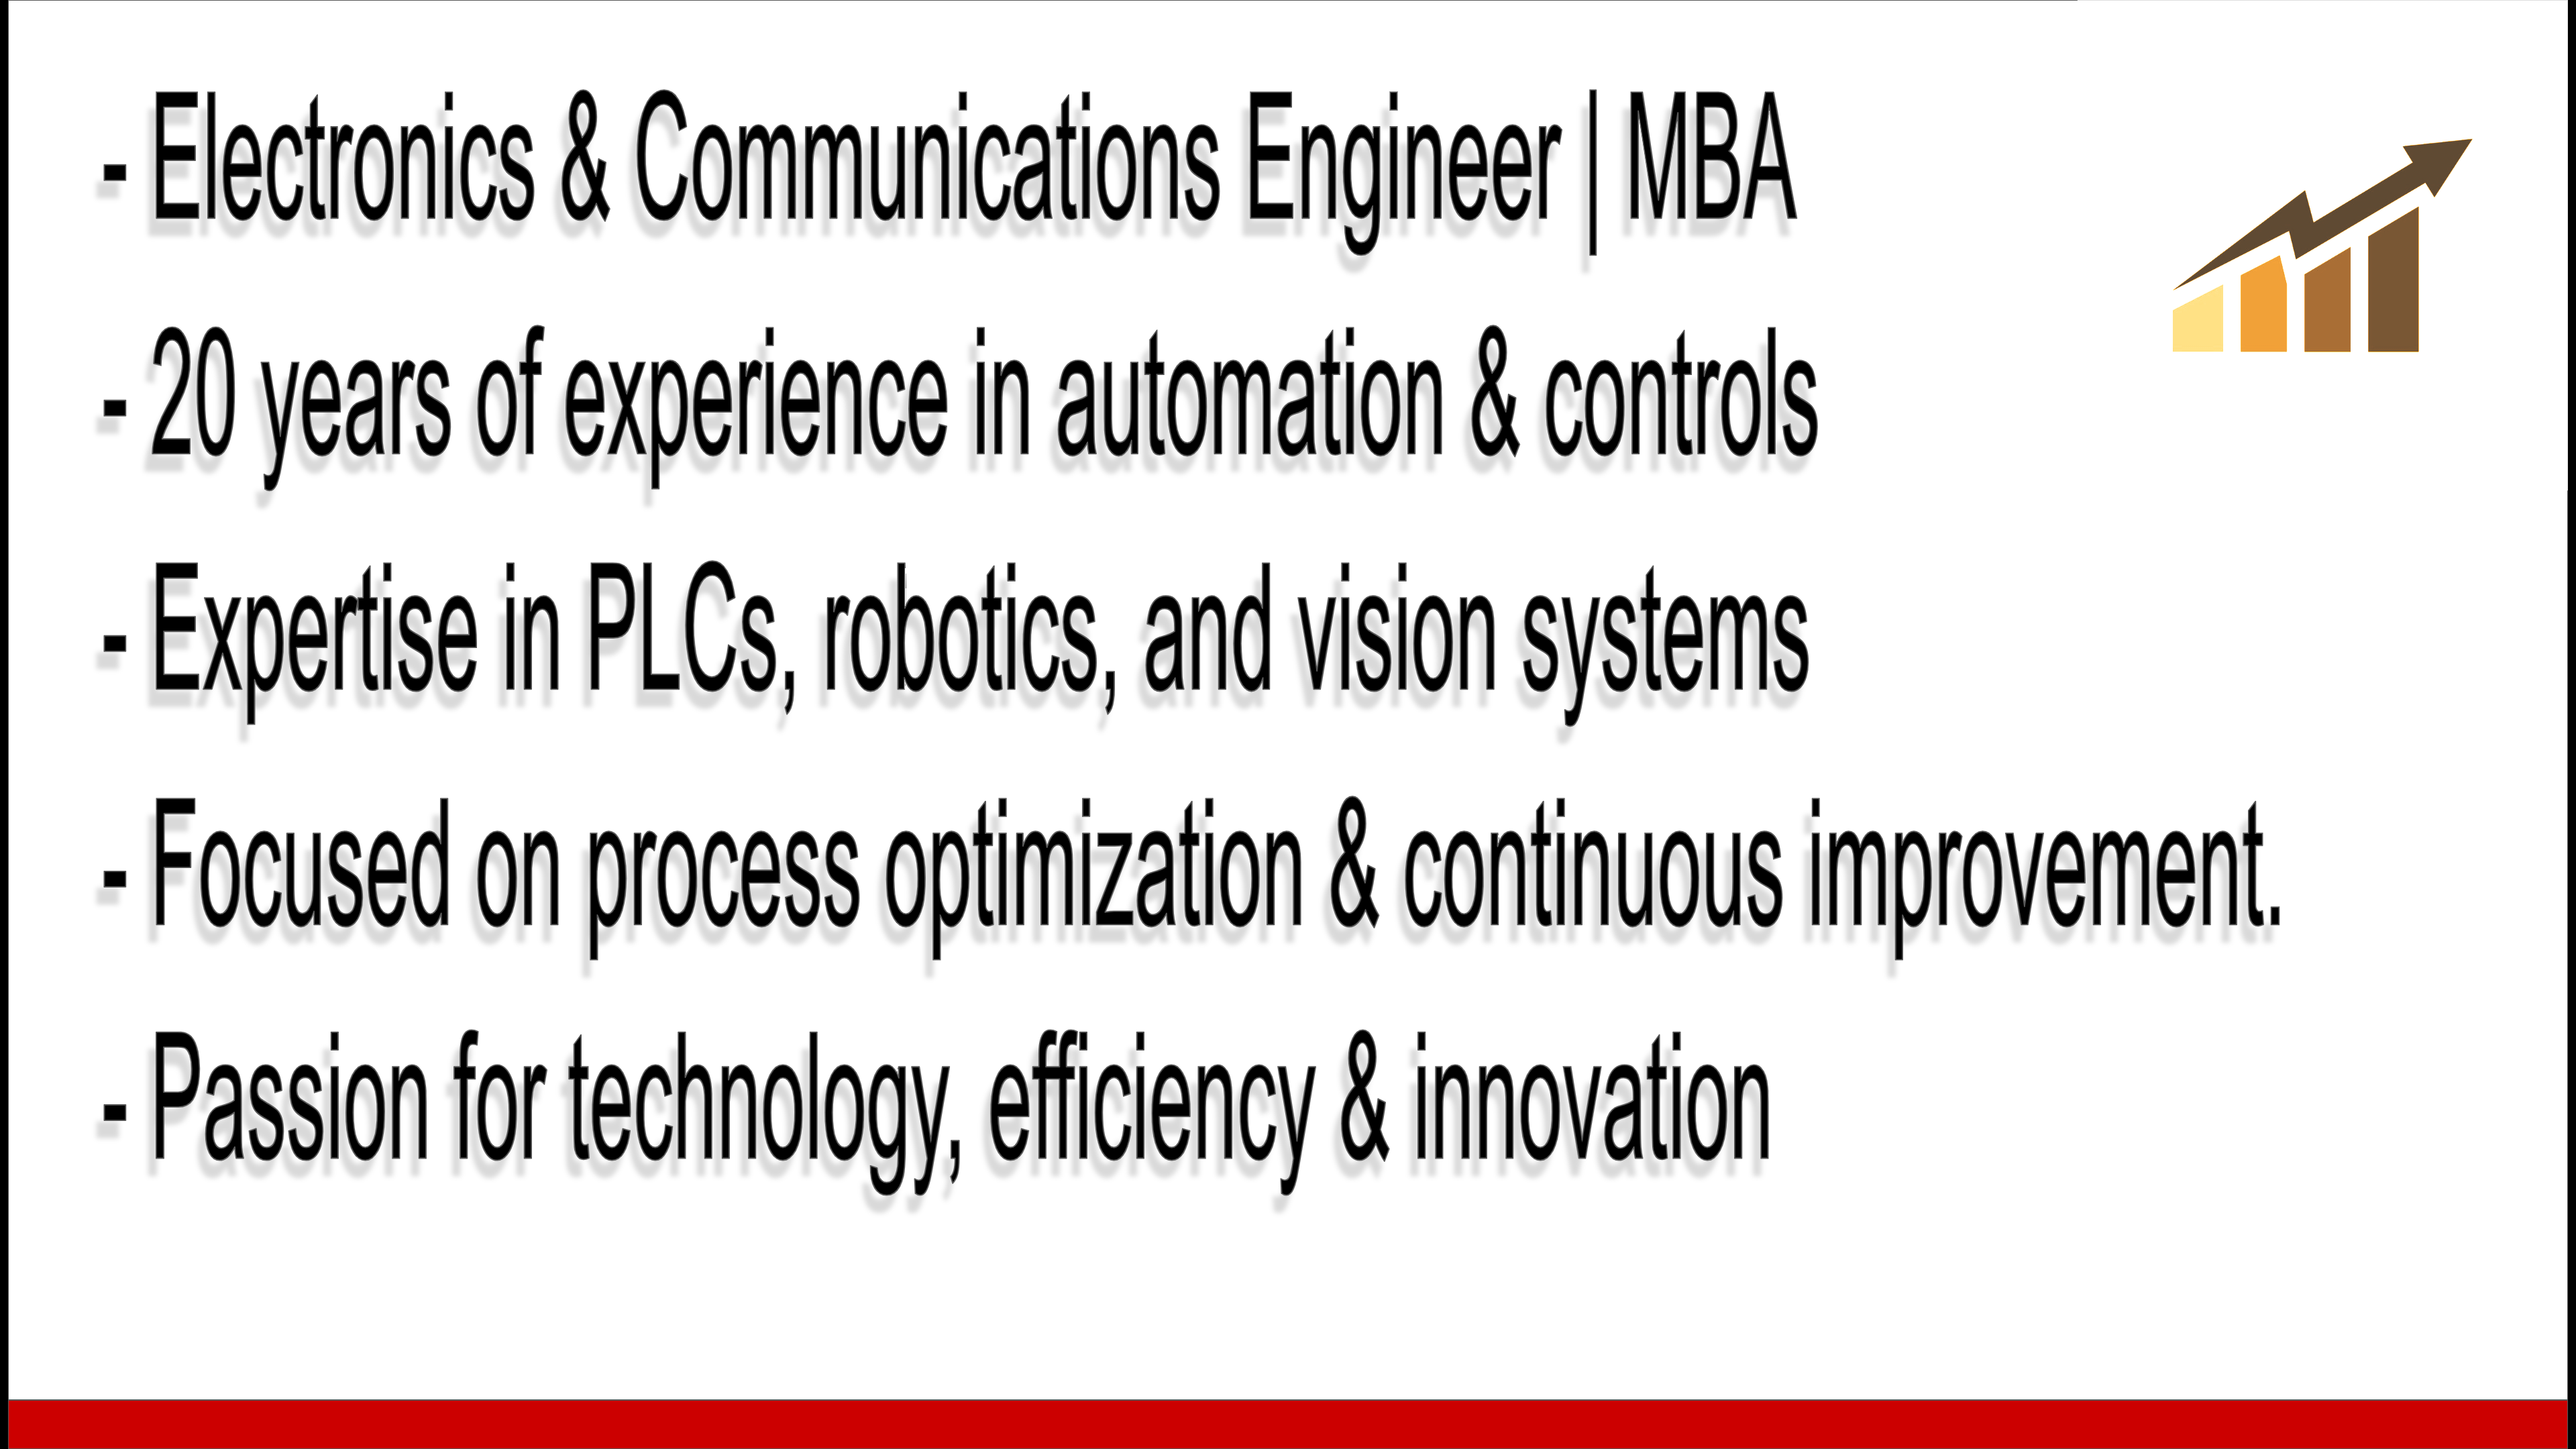 - Electronics & Communications Engineer | MBA
- 20 years of experience in automation & controls
- Expertise in PLCs, robotics, and vision systems
- Focused on process optimization & continuous improvement.
- Passion for technology, efficiency & innovation